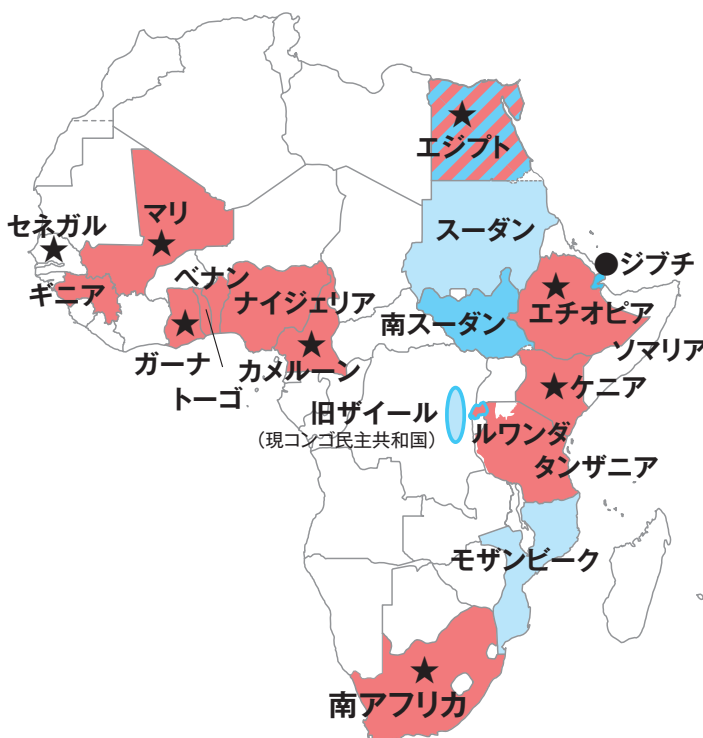 エジプト
セネガル
マリ
スーダン
ジブチ
ベナン
ギニア
ナイジェリア
エチオピア
南スーダン
ソマリア
ガーナ
カメルーン
トーゴ
ケニア
旧ザイール
(現コンゴ民主共和国)
ルワンダ
タンザニア
モザンビーク
南アフリカ